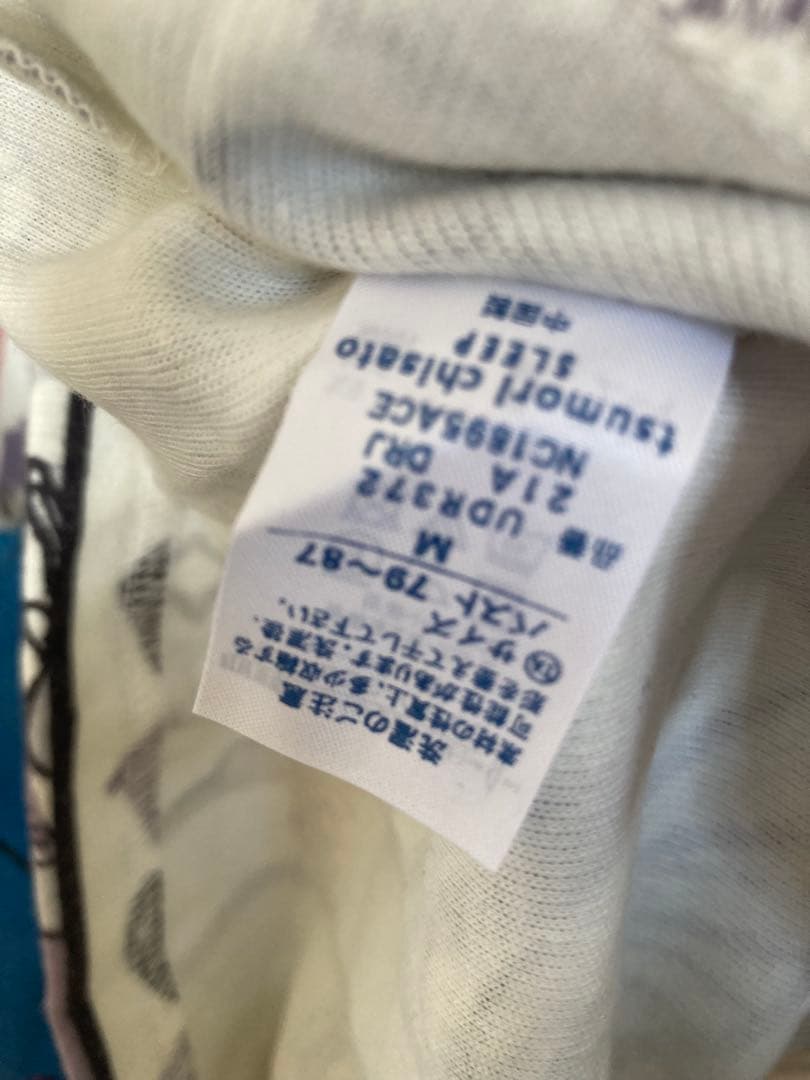 洗濯のご注意
素材の性質上、多少収縮する
可能性があります。洗濯後、
形を整えて干して下さい。
サイズ
バスト 79〜87
M
品番 UDR372
21A DRJ
NC1895ACE
tsumori chisato
SLEEP
中国製